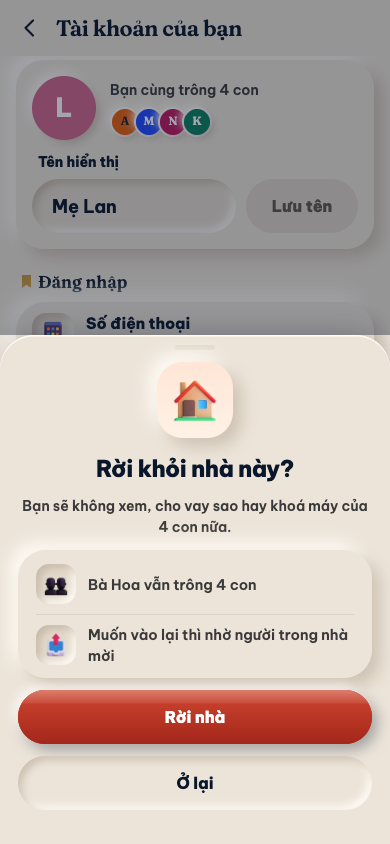 Tài khoản của bạn
L
Bạn cùng trông 4 con
A M N K
Tên hiển thị
Mẹ Lan
Lưu tên
Đăng nhập
Số điện thoại
Rời khỏi nhà này?
Bạn sẽ không xem, cho vay sao hay khoá máy của
4 con nữa.
Bà Hoa vẫn trông 4 con
Muốn vào lại thì nhờ người trong nhà
mời
Rời nhà
Ở lại